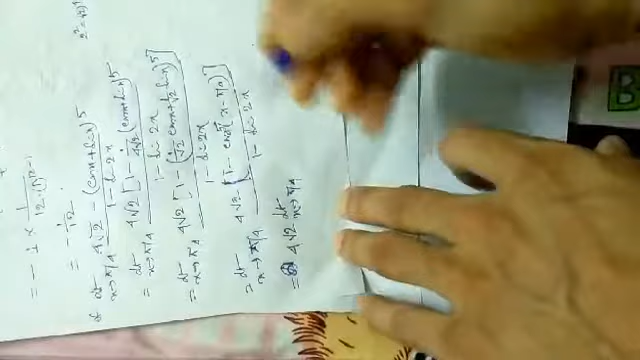 = - 1 × 1/(12·(1)^{12-1}
= - 1/12
lt x→π/4 (4√2 - (cos x + sin x)^5)/(1 - sin 2x)
= lt x→π/4 (4√2 [1 - 1/(4√2) (cos x + sin x)^5])/(1 - sin 2x)
= lt x→π/4 (4√2 [1 - (1/√2 cos x + 1/√2 sin x)^5])/(1 - sin 2x)
= lt x→π/4 (4√2 [1 - cos^5 (x - π/4)])/(1 - sin 2x)
= 4√2 lt x→π/4
B